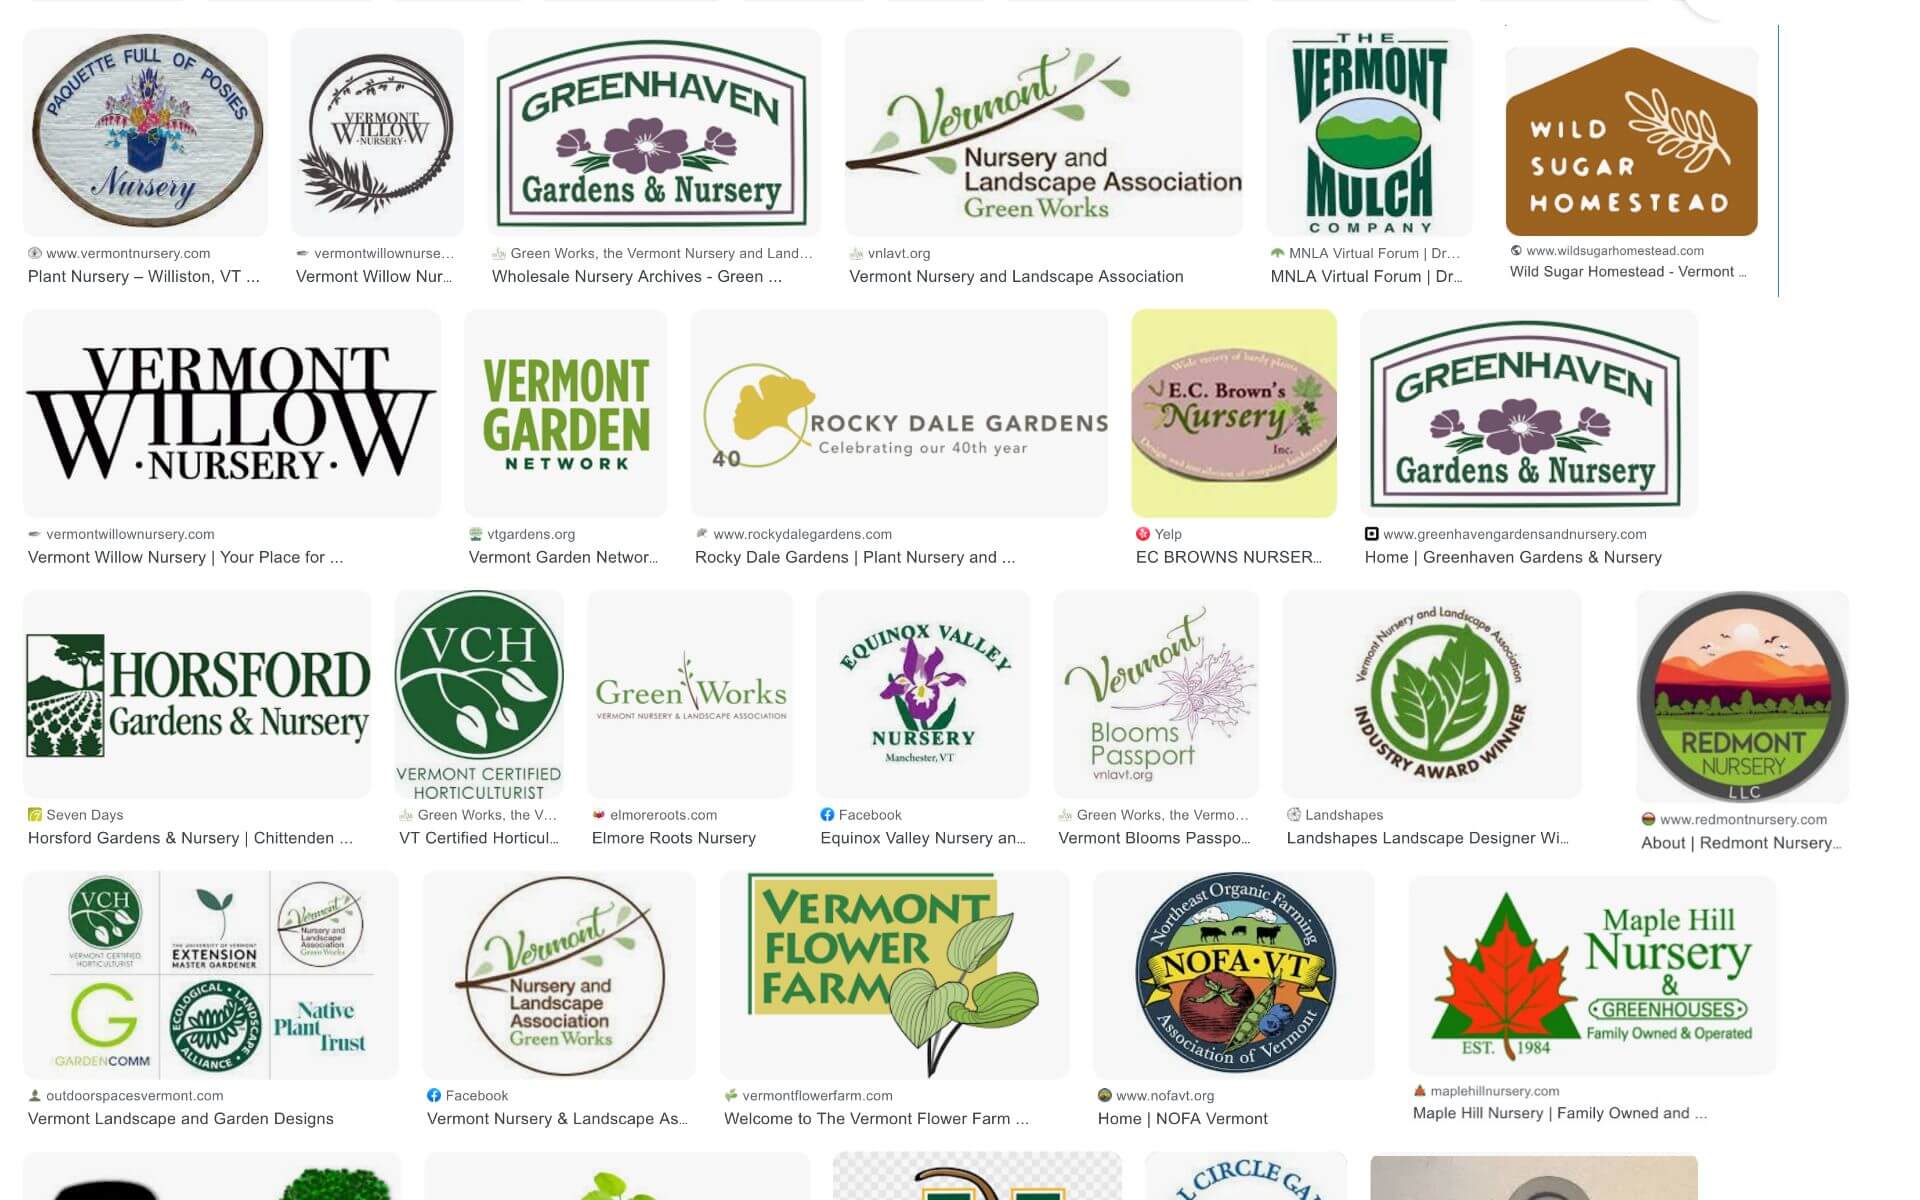 PAQUETTE FULL OF POSIES
Nursery
www.vermontnursery.com
Plant Nursery – Williston, VT ...
VERMONT
WILLOW
·NURSERY·
vermontwillownurse...
Vermont Willow Nur...
GREENHAVEN
Gardens & Nursery
Green Works, the Vermont Nursery and Land...
Wholesale Nursery Archives - Green ...
Vermont
Nursery and
Landscape Association
Green Works
vnlavt.org
Vermont Nursery and Landscape Association
THE
VERMONT
MULCH
COMPANY
MNLA Virtual Forum | Dr...
MNLA Virtual Forum | Dr...
WILD
SUGAR
HOMESTEAD
www.wildsugarhomestead.com
Wild Sugar Homestead - Vermont ...
VERMONT
WILLOW
·NURSERY·
vermontwillownursery.com
Vermont Willow Nursery | Your Place for ...
VERMONT
GARDEN
NETWORK
vtgardens.org
Vermont Garden Networ...
40
ROCKY DALE GARDENS
Celebrating our 40th year
www.rockydalegardens.com
Rocky Dale Gardens | Plant Nursery and ...
Wide variety of hardy plants
E.C. Brown's
Nursery
Inc.
Design and installation of complete landscapes
Yelp
EC BROWNS NURSER...
GREENHAVEN
Gardens & Nursery
www.greenhavengardensandnursery.com
Home | Greenhaven Gardens & Nursery
HORSFORD
Gardens & Nursery
Seven Days
Horsford Gardens & Nursery | Chittenden ...
VCH
VERMONT CERTIFIED
HORTICULTURIST
Green Works, the V...
VT Certified Horticul...
Green Works
VERMONT NURSERY & LANDSCAPE ASSOCIATION
elmoreroots.com
Elmore Roots Nursery
EQUINOX VALLEY
NURSERY
Manchester, VT
Facebook
Equinox Valley Nursery an...
Vermont
Blooms
Passport
vnlavt.org
Green Works, the Vermo...
Vermont Blooms Passpo...
Vermont Nursery and Landscape Association
INDUSTRY AWARD WINNER
Landshapes
Landshapes Landscape Designer Wi...
REDMONT
NURSERY
LLC
www.redmontnursery.com
About | Redmont Nursery...
VCH
VERMONT CERTIFIED
HORTICULTURIST
THE UNIVERSITY OF VERMONT
EXTENSION
MASTER GARDENER
Vermont
Nursery and
Landscape
Association
Green Works
GARDENCOMM
ECOLOGICAL · LANDSCAPE
ALLIANCE
Native
Plant
Trust
outdoorspacesvermont.com
Vermont Landscape and Garden Designs
Vermont
Nursery and
Landscape
Association
Green Works
Facebook
Vermont Nursery & Landscape As...
VERMONT
FLOWER
FARM
vermontflowerfarm.com
Welcome to The Vermont Flower Farm ...
Northeast Organic Farming
NOFA·VT
Association of Vermont
www.nofavt.org
Home | NOFA Vermont
Maple Hill
Nursery
&
·GREENHOUSES·
Family Owned & Operated
EST. 1984
maplehillnursery.com
Maple Hill Nursery | Family Owned and ...
CIRCLE